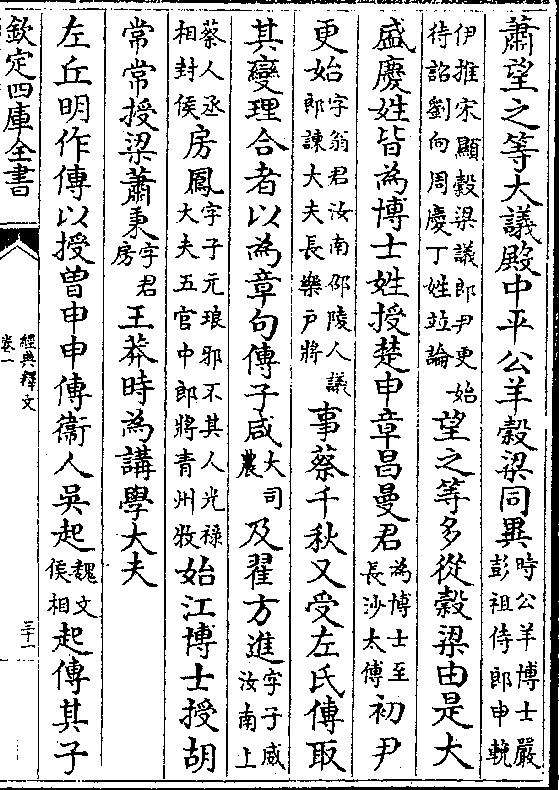 蕭望之等大議殿中平公羊穀梁同異時公羊博士嚴彭祖侍郎申輓
伊推宋顯穀梁議郎尹更始待詔劉向周慶丁姓竝論望之等多從穀梁由是大
盛慶姓皆為博士姓授楚申章昌曼君為博士至長沙太傅初尹
更始字翁君汝南邵陵人議郎諫大夫長樂戶將事蔡千秋又受左氏傳取
其變理合者以為章句傳子咸大司農及翟方進字子威汝南上
蔡人丞相封侯房鳳字子元琅邪不其人光祿大夫五官中郎將青州牧始江博士授胡
常常授梁蕭秉字君房王莽時為講學大夫
左丘明作傳以授曽申申傳衞人吳起魏文侯相起傳其子
欽定四庫全書
經典釋文
卷一
三十一